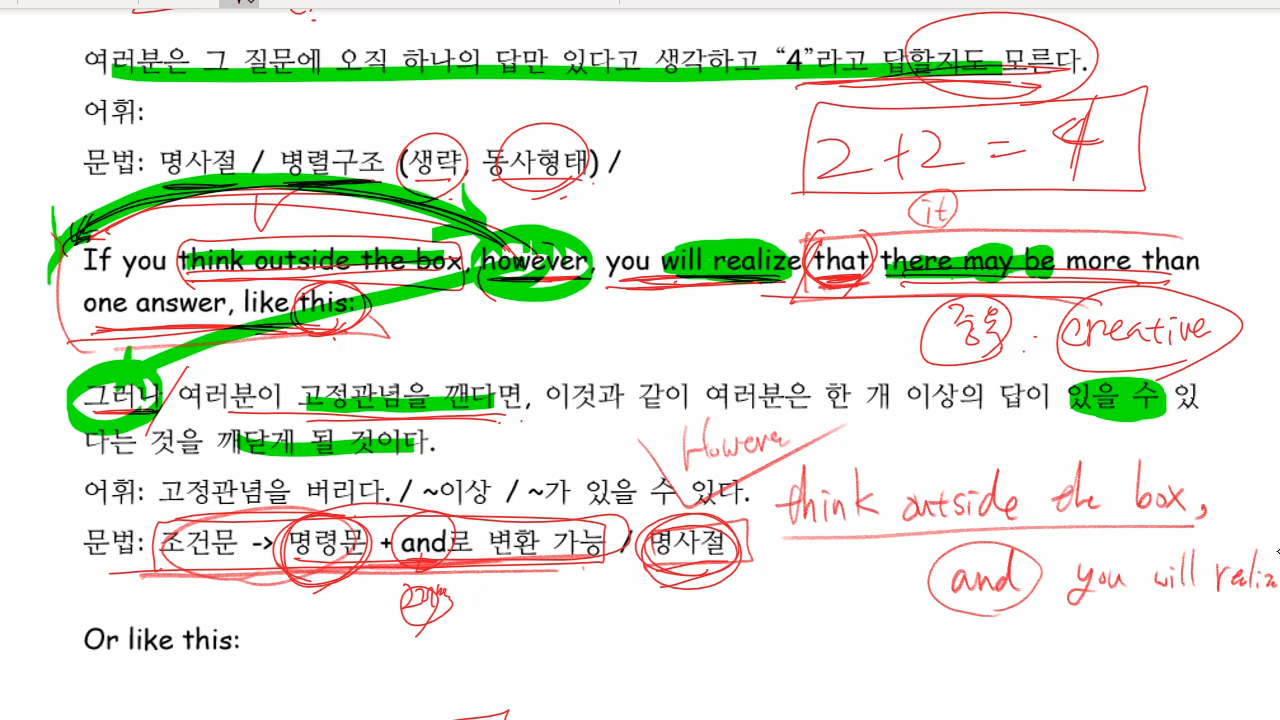 여러분은 그 질문에 오직 하나의 답만 있다고 생각하고 “4”라고 답할지도 모른다.
어휘:
2+2=4
문법: 명사절 / 병렬구조 (생략, 동사형태) /
it
If you think outside the box, however, you will realize that there may be more than
one answer, like this:
creative
그러나 여러분이 고정관념을 깬다면, 이것과 같이 여러분은 한 개 이상의 답이 있을 수 있
다는 것을 깨닫게 될 것이다.
However
어휘: 고정관념을 버리다. / ~이상 / ~가 있을 수 있다.
think outside the box,
문법: 조건문 -> 명령문 + and로 변환 가능 / 명사절
and you will realize
Or like this: